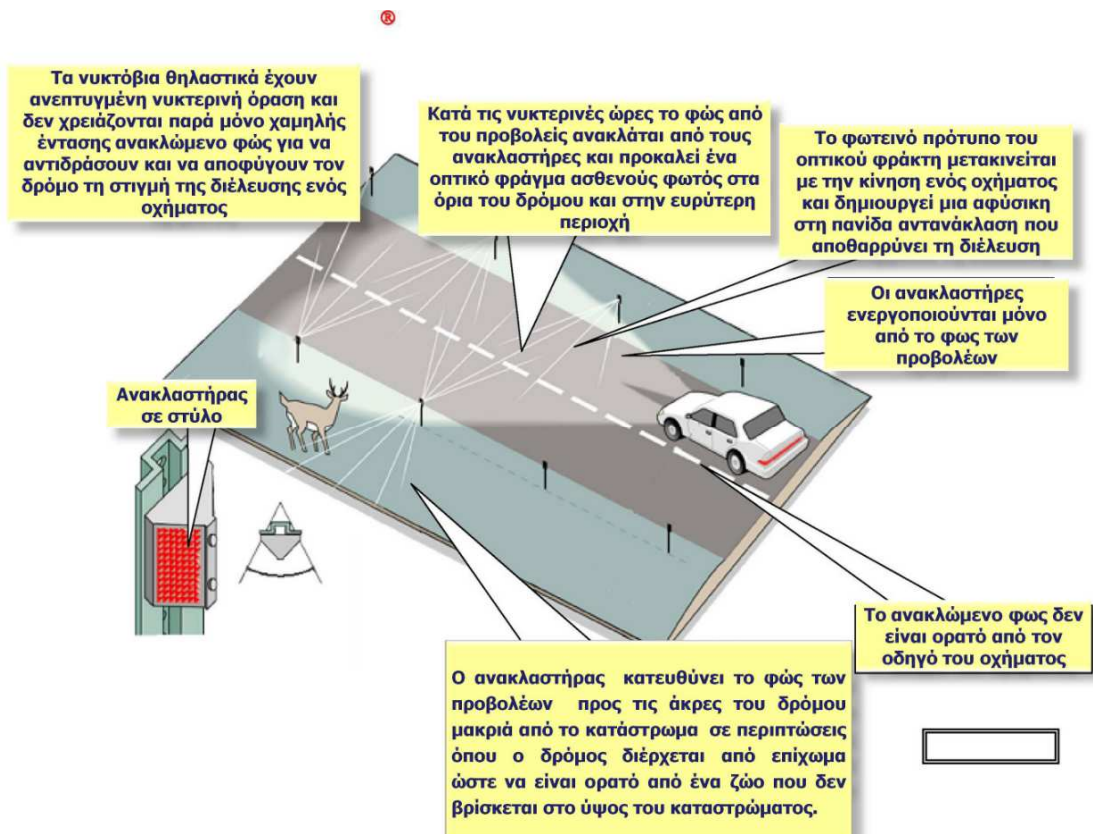 ®
Τα νυκτόβια θηλαστικά έχουν
ανεπτυγμένη νυκτερινή όραση και
δεν χρειάζονται παρά μόνο χαμηλής
έντασης ανακλώμενο φώς για να
αντιδράσουν και να αποφύγουν τον
δρόμο τη στιγμή της διέλευσης ενός
οχήματος
Κατά τις νυκτερινές ώρες το φώς από
του προβολείς ανακλάται από τους
ανακλαστήρες και προκαλεί ένα
οπτικό φράγμα ασθενούς φωτός στα
όρια του δρόμου και στην ευρύτερη
περιοχή
Το φωτεινό πρότυπο του
οπτικού φράκτη μετακινείται
με την κίνηση ενός οχήματος
και δημιουργεί μια αφύσικη
στη πανίδα αντανάκλαση που
αποθαρρύνει τη διέλευση
Οι ανακλαστήρες
ενεργοποιούνται μόνο
από το φως των
προβολέων
Ανακλαστήρας
σε στύλο
Το ανακλώμενο φως δεν
είναι ορατό από τον
οδηγό του οχήματος
Ο ανακλαστήρας κατευθύνει το φώς των
προβολέων προς τις άκρες του δρόμου
μακριά από το κατάστρωμα σε περιπτώσεις
όπου ο δρόμος διέρχεται από επίχωμα
ώστε να είναι ορατό από ένα ζώο που δεν
βρίσκεται στο ύψος του καταστρώματος.